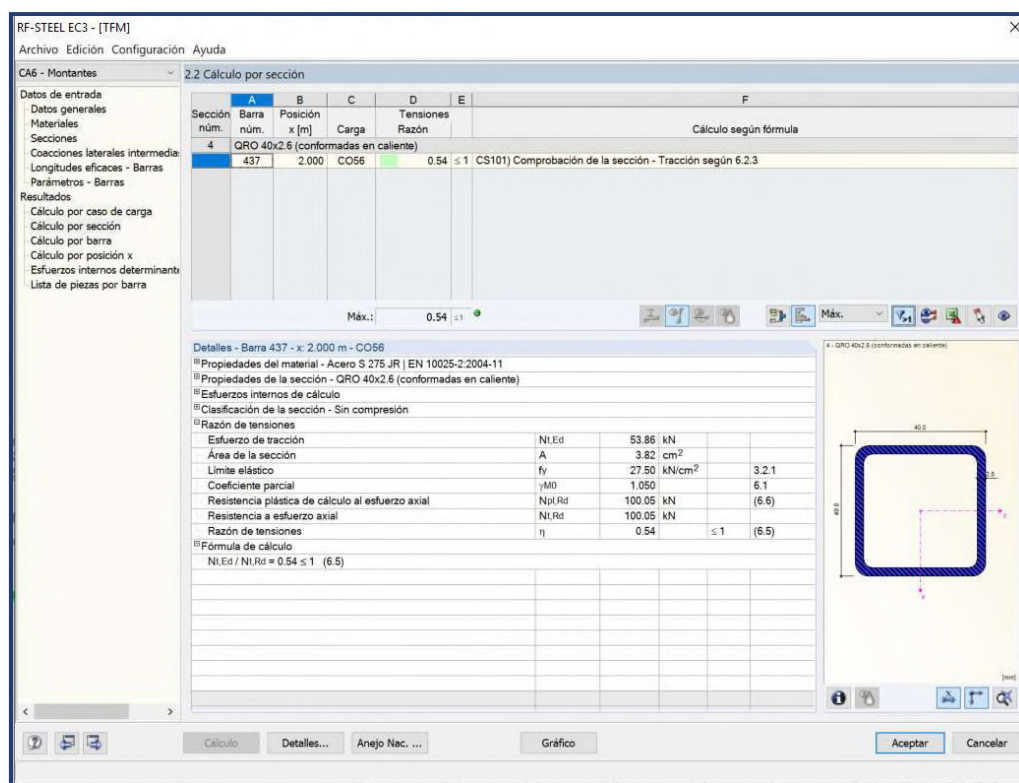 RF-STEEL EC3 - [TFM]
Archivo Edición Configuración Ayuda
CA6 - Montantes
2.2 Cálculo por sección
Datos de entrada
Datos generales
Materiales
Secciones
Coacciones laterales intermedia
Longitudes eficaces - Barras
Parámetros - Barras
Resultados
Cálculo por caso de carga
Cálculo por sección
Cálculo por barra
Cálculo por posición x
Esfuerzos internos determinant
Lista de piezas por barra
A B C D E F
Sección Barra Posición Tensiones
núm. núm. x [m] Carga Razón Cálculo según fórmula
4 QRO 40x2.6 (conformadas en caliente)
437 2.000 CO56 0.54 ≤ 1 CS101) Comprobación de la sección - Tracción según 6.2.3
Máx.: 0.54 ≤1
Máx.
Detalles - Barra 437 - x: 2.000 m - CO56
Propiedades del material - Acero S 275 JR | EN 10025-2:2004-11
Propiedades de la sección - QRO 40x2.6 (conformadas en caliente)
Esfuerzos internos de cálculo
Clasificación de la sección - Sin compresión
Razón de tensiones
Esfuerzo de tracción Nt,Ed 53.86 kN
Área de la sección A 3.82 cm2
Límite elástico fy 27.50 kN/cm2 3.2.1
Coeficiente parcial γM0 1.050 6.1
Resistencia plástica de cálculo al esfuerzo axial Npl,Rd 100.05 kN (6.6)
Resistencia a esfuerzo axial Nt,Rd 100.05 kN
Razón de tensiones η 0.54 ≤ 1 (6.5)
Fórmula de cálculo
Nt,Ed / Nt,Rd = 0.54 ≤ 1 (6.5)
4 - QRO 40x2.6 (conformadas en caliente)
40.0
2.6
40.0
[mm]
Cálculo
Detalles...
Anejo Nac. ...
Gráfico
Aceptar
Cancelar